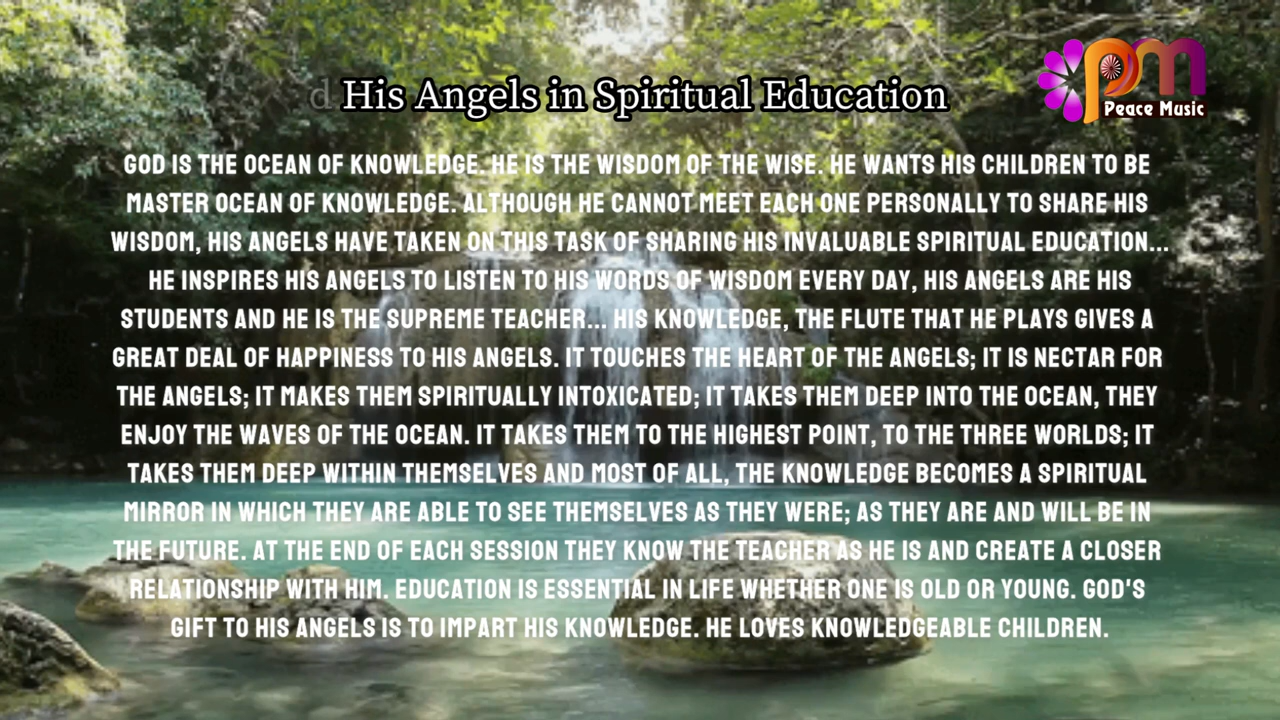 d His Angels in Spiritual Education
pm
Peace Music
GOD IS THE OCEAN OF KNOWLEDGE. HE IS THE WISDOM OF THE WISE. HE WANTS HIS CHILDREN TO BE
MASTER OCEAN OF KNOWLEDGE. ALTHOUGH HE CANNOT MEET EACH ONE PERSONALLY TO SHARE HIS
WISDOM, HIS ANGELS HAVE TAKEN ON THIS TASK OF SHARING HIS INVALUABLE SPIRITUAL EDUCATION...
HE INSPIRES HIS ANGELS TO LISTEN TO HIS WORDS OF WISDOM EVERY DAY, HIS ANGELS ARE HIS
STUDENTS AND HE IS THE SUPREME TEACHER... HIS KNOWLEDGE, THE FLUTE THAT HE PLAYS GIVES A
GREAT DEAL OF HAPPINESS TO HIS ANGELS. IT TOUCHES THE HEART OF THE ANGELS; IT IS NECTAR FOR
THE ANGELS; IT MAKES THEM SPIRITUALLY INTOXICATED; IT TAKES THEM DEEP INTO THE OCEAN, THEY
ENJOY THE WAVES OF THE OCEAN. IT TAKES THEM TO THE HIGHEST POINT, TO THE THREE WORLDS; IT
TAKES THEM DEEP WITHIN THEMSELVES AND MOST OF ALL, THE KNOWLEDGE BECOMES A SPIRITUAL
MIRROR IN WHICH THEY ARE ABLE TO SEE THEMSELVES AS THEY WERE; AS THEY ARE AND WILL BE IN
THE FUTURE. AT THE END OF EACH SESSION THEY KNOW THE TEACHER AS HE IS AND CREATE A CLOSER
RELATIONSHIP WITH HIM. EDUCATION IS ESSENTIAL IN LIFE WHETHER ONE IS OLD OR YOUNG. GOD'S
GIFT TO HIS ANGELS IS TO IMPART HIS KNOWLEDGE. HE LOVES KNOWLEDGEABLE CHILDREN.